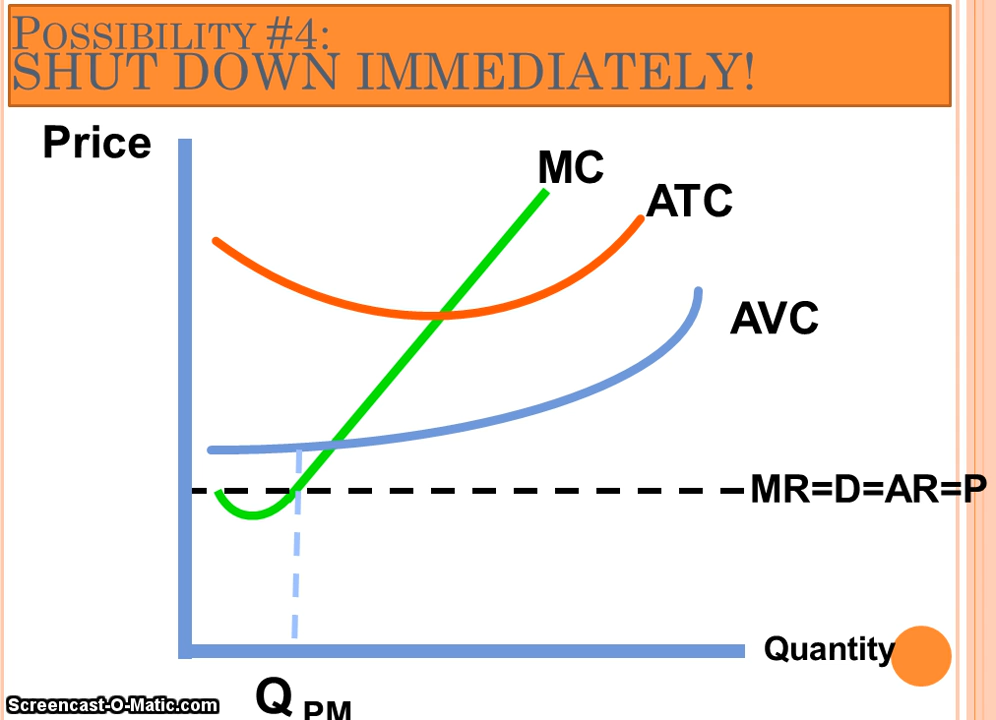 POSSIBILITY #4:
SHUT DOWN IMMEDIATELY!
Price
MC
ATC
AVC
MR=D=AR=P
Quantity
Q PM
Screencast-O-Matic.com